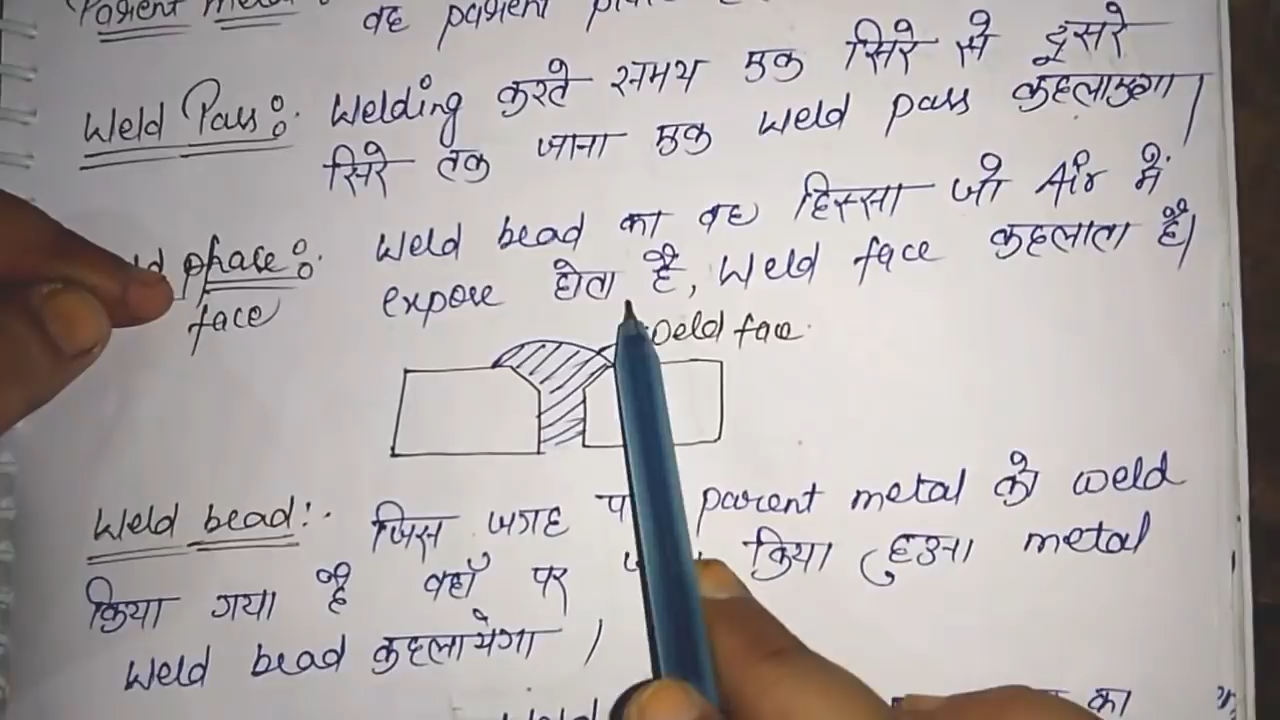 Parent metal : वह parent
Weld Pass : Welding करते समय एक सिरे से दूसरे
सिरे तक जाना एक weld pass कहलाएगा।
phase : Weld bead का वह हिस्सा जो Air में
face expose होता है, Weld face कहलाता है।
weld face
Weld bead :- जिस जगह पर parent metal को weld
किया गया है वहाँ पर किया हुआ metal
weld bead कहलायेगा।
Weld का